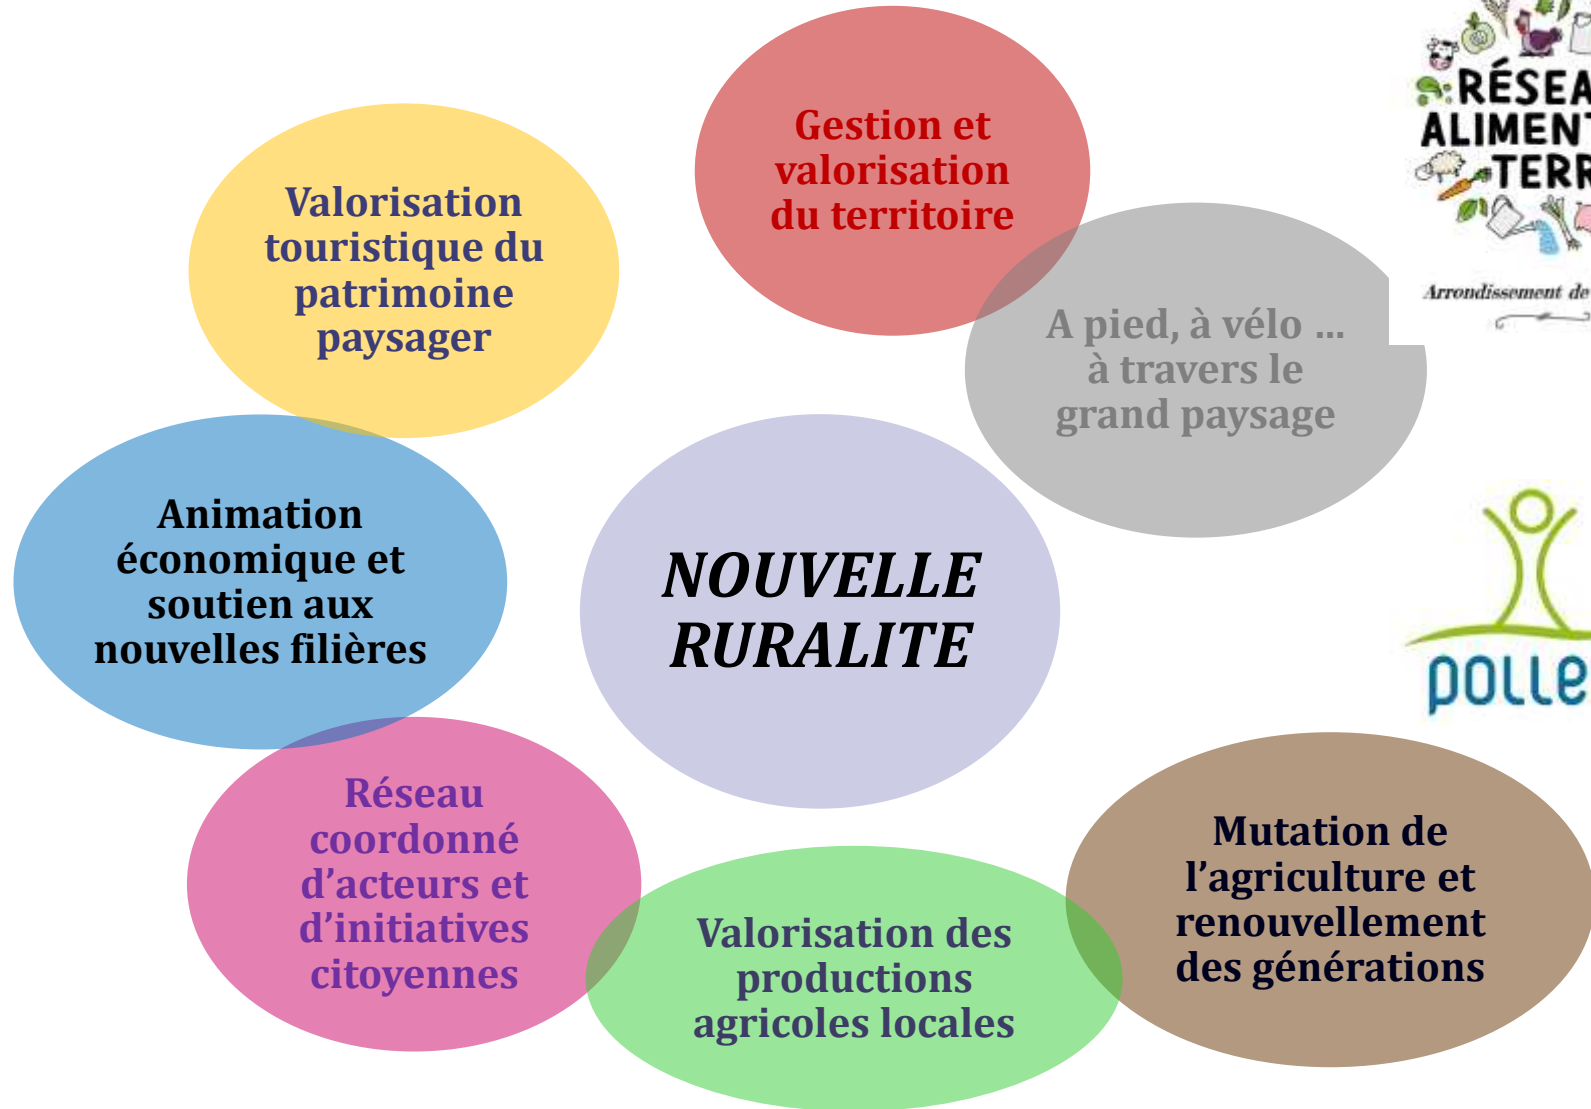 Gestion et
valorisation
du territoire
Valorisation
touristique du
patrimoine
paysager
A pied, à vélo ...
à travers le
grand paysage
Animation
économique et
soutien aux
nouvelles filières
NOUVELLE
RURALITE
Réseau
coordonné
d’acteurs et
d’initiatives
citoyennes
Valorisation des
productions
agricoles locales
Mutation de
l’agriculture et
renouvellement
des générations
Arrondissement de